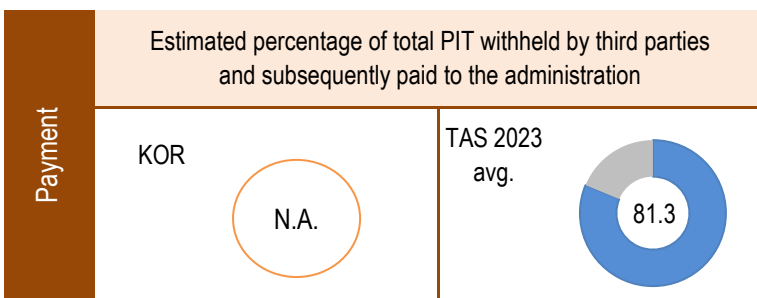 Payment
Estimated percentage of total PIT withheld by third parties
and subsequently paid to the administration
KOR
N.A.
TAS 2023
avg.
81.3